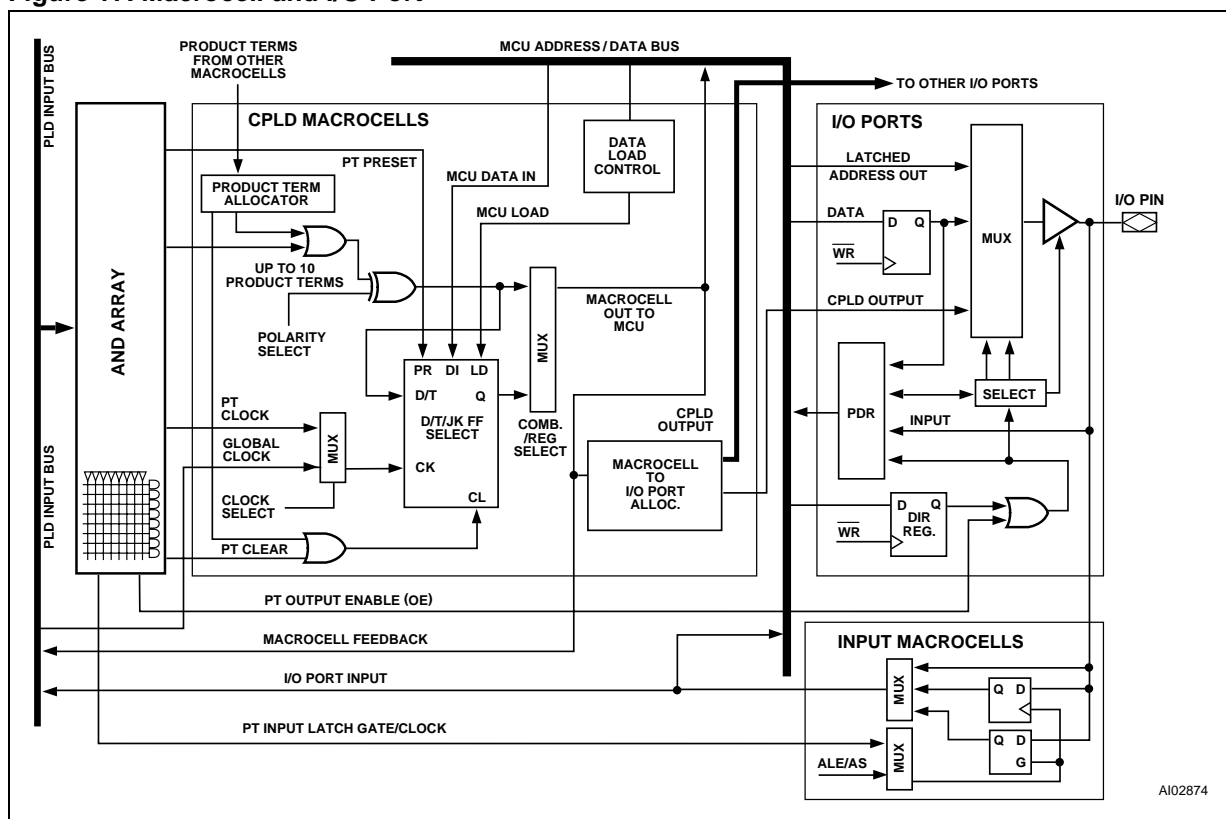 PRODUCT TERMS
FROM OTHER
MACROCELLS
MCU ADDRESS / DATA BUS
TO OTHER I/O PORTS
PLD INPUT BUS
AND ARRAY
CPLD MACROCELLS
I/O PORTS
PT PRESET
MCU DATA IN
DATA
LOAD
CONTROL
LATCHED
ADDRESS OUT
I/O PIN
PRODUCT TERM
ALLOCATOR
MCU LOAD
DATA
D Q
WR
MUX
UP TO 10
PRODUCT TERMS
POLARITY
SELECT
MUX
MACROCELL
OUT TO
MCU
CPLD OUTPUT
PR DI LD
D/T Q
D/T/JK FF
SELECT
CK
CL
COMB.
/REG
SELECT
CPLD
OUTPUT
PDR
SELECT
INPUT
PT
CLOCK
GLOBAL
CLOCK
MUX
CLOCK
SELECT
MACROCELL
TO
I/O PORT
ALLOC.
D Q
DIR
REG.
WR
PLD INPUT BUS
PT CLEAR
PT OUTPUT ENABLE (OE)
MACROCELL FEEDBACK
INPUT MACROCELLS
I/O PORT INPUT
MUX
Q D
PT INPUT LATCH GATE/CLOCK
MUX
Q D
G
ALE/AS
AI02874